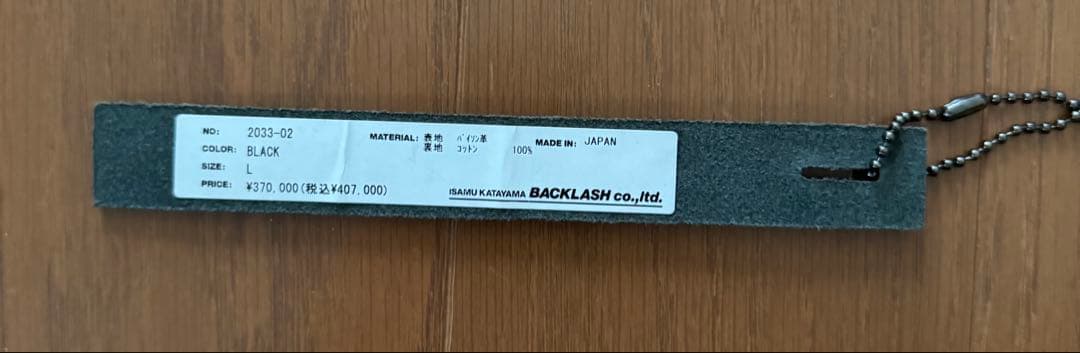 NO: 2033-02
COLOR: BLACK
SIZE: L
PRICE: ¥370,000(税込¥407,000)
MATERIAL: 表地 パイソン革
裏地 コットン 100%
MADE IN: JAPAN
ISAMU KATAYAMA BACKLASH co.,ltd.